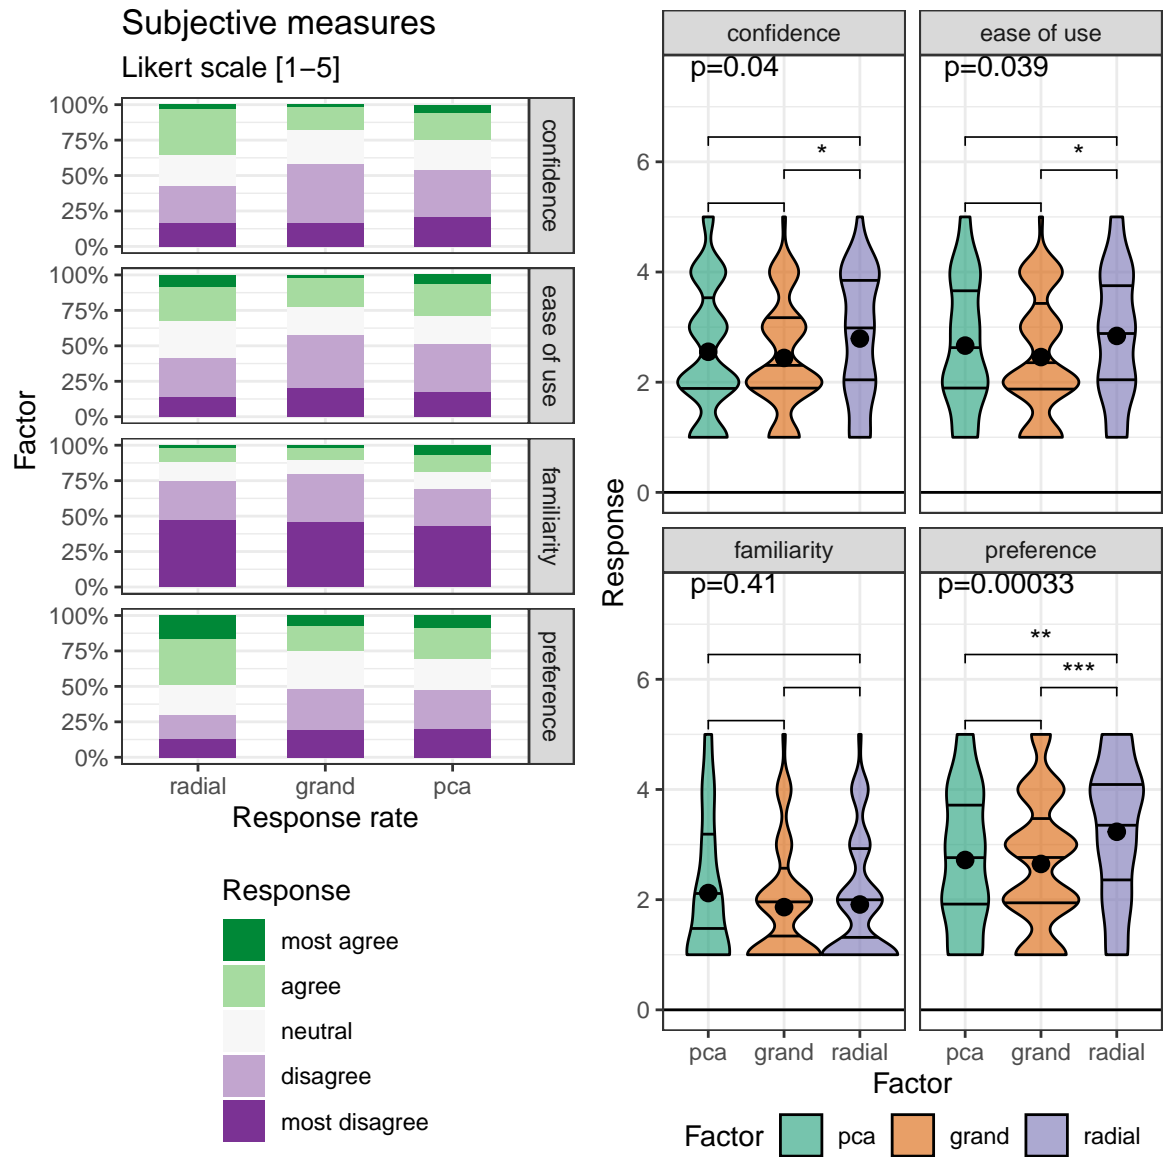 Subjective measures
Likert scale [1−5]
Factor
100%
75%
50%
25%
0%
confidence
100%
75%
50%
25%
0%
ease of use
100%
75%
50%
25%
0%
familiarity
100%
75%
50%
25%
0%
preference
radial grand pca
Response rate
Response
most agree
agree
neutral
disagree
most disagree
confidence
p=0.04
*
6
4
2
0
ease of use
p=0.039
*
Response
familiarity
p=0.41
6
4
2
0
preference
p=0.00033
**
***
pca grand radial
pca grand radial
Factor
Factor pca grand radial